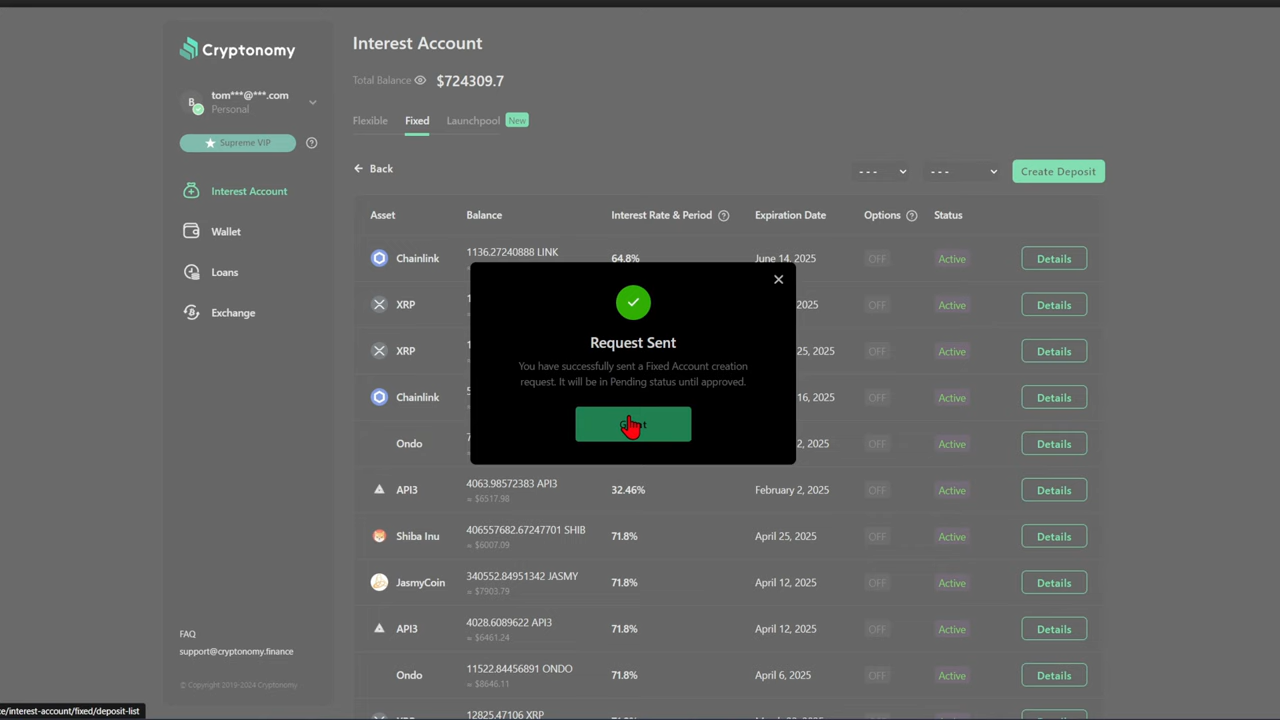 Cryptonomy
Interest Account
Total Balance $724309.7
B tom***@***.com
Personal
Flexible Fixed Launchpool New
Supreme VIP
Back
- - - - - - Create Deposit
Interest Account
Wallet
Loans
Exchange
Asset Balance Interest Rate & Period Expiration Date Options Status
Chainlink 1136.27240888 LINK 64.8% June 14, 2025 OFF Active Details
XRP 2025 OFF Active Details
XRP 25, 2025 OFF Active Details
Chainlink 16, 2025 OFF Active Details
Ondo 2, 2025 OFF Active Details
API3 4063.98572383 API3 32.46% February 2, 2025 OFF Active Details
≈ $6517.98
Shiba Inu 406557682.67247701 SHIB 71.8% April 25, 2025 OFF Active Details
≈ $6007.09
JasmyCoin 340552.84951342 JASMY 71.8% April 12, 2025 OFF Active Details
≈ $7903.79
API3 4028.6089622 API3 71.8% April 12, 2025 OFF Active Details
≈ $6461.24
Ondo 11522.84456891 ONDO 71.8% April 6, 2025 OFF Active Details
≈ $8646.11
12825.47106 XRP
Request Sent
You have successfully sent a Fixed Account creation
request. It will be in Pending status until approved.
FAQ
support@cryptonomy.finance
© Copyright 2015-2024 Cryptonomy
e/interest-account/fixed/deposit-list